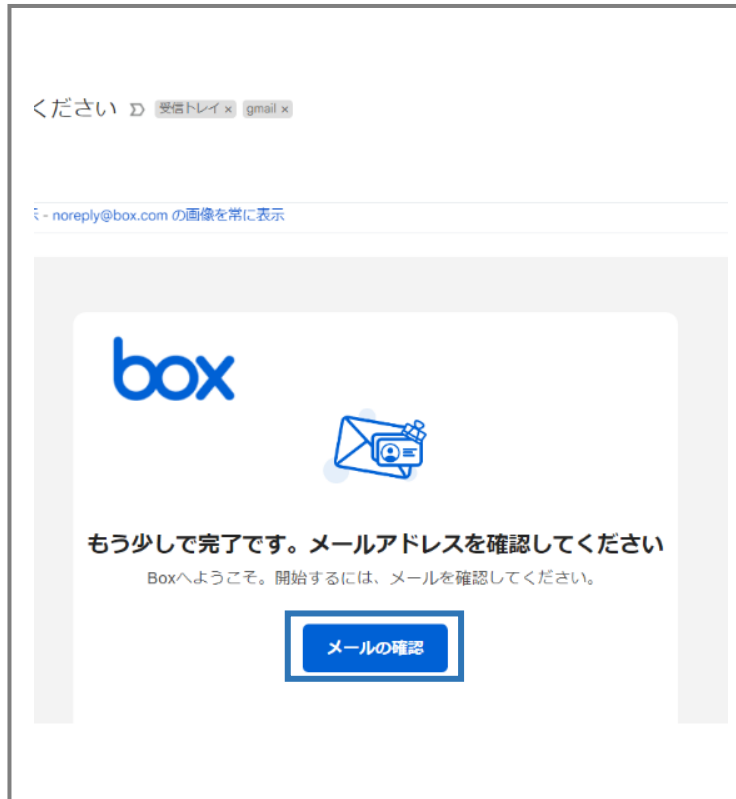 ください 受信トレイ × gmail ×
- noreply@box.com の画像を常に表示
box
もう少しで完了です。メールアドレスを確認してください
Boxへようこそ。開始するには、メールを確認してください。
メールの確認